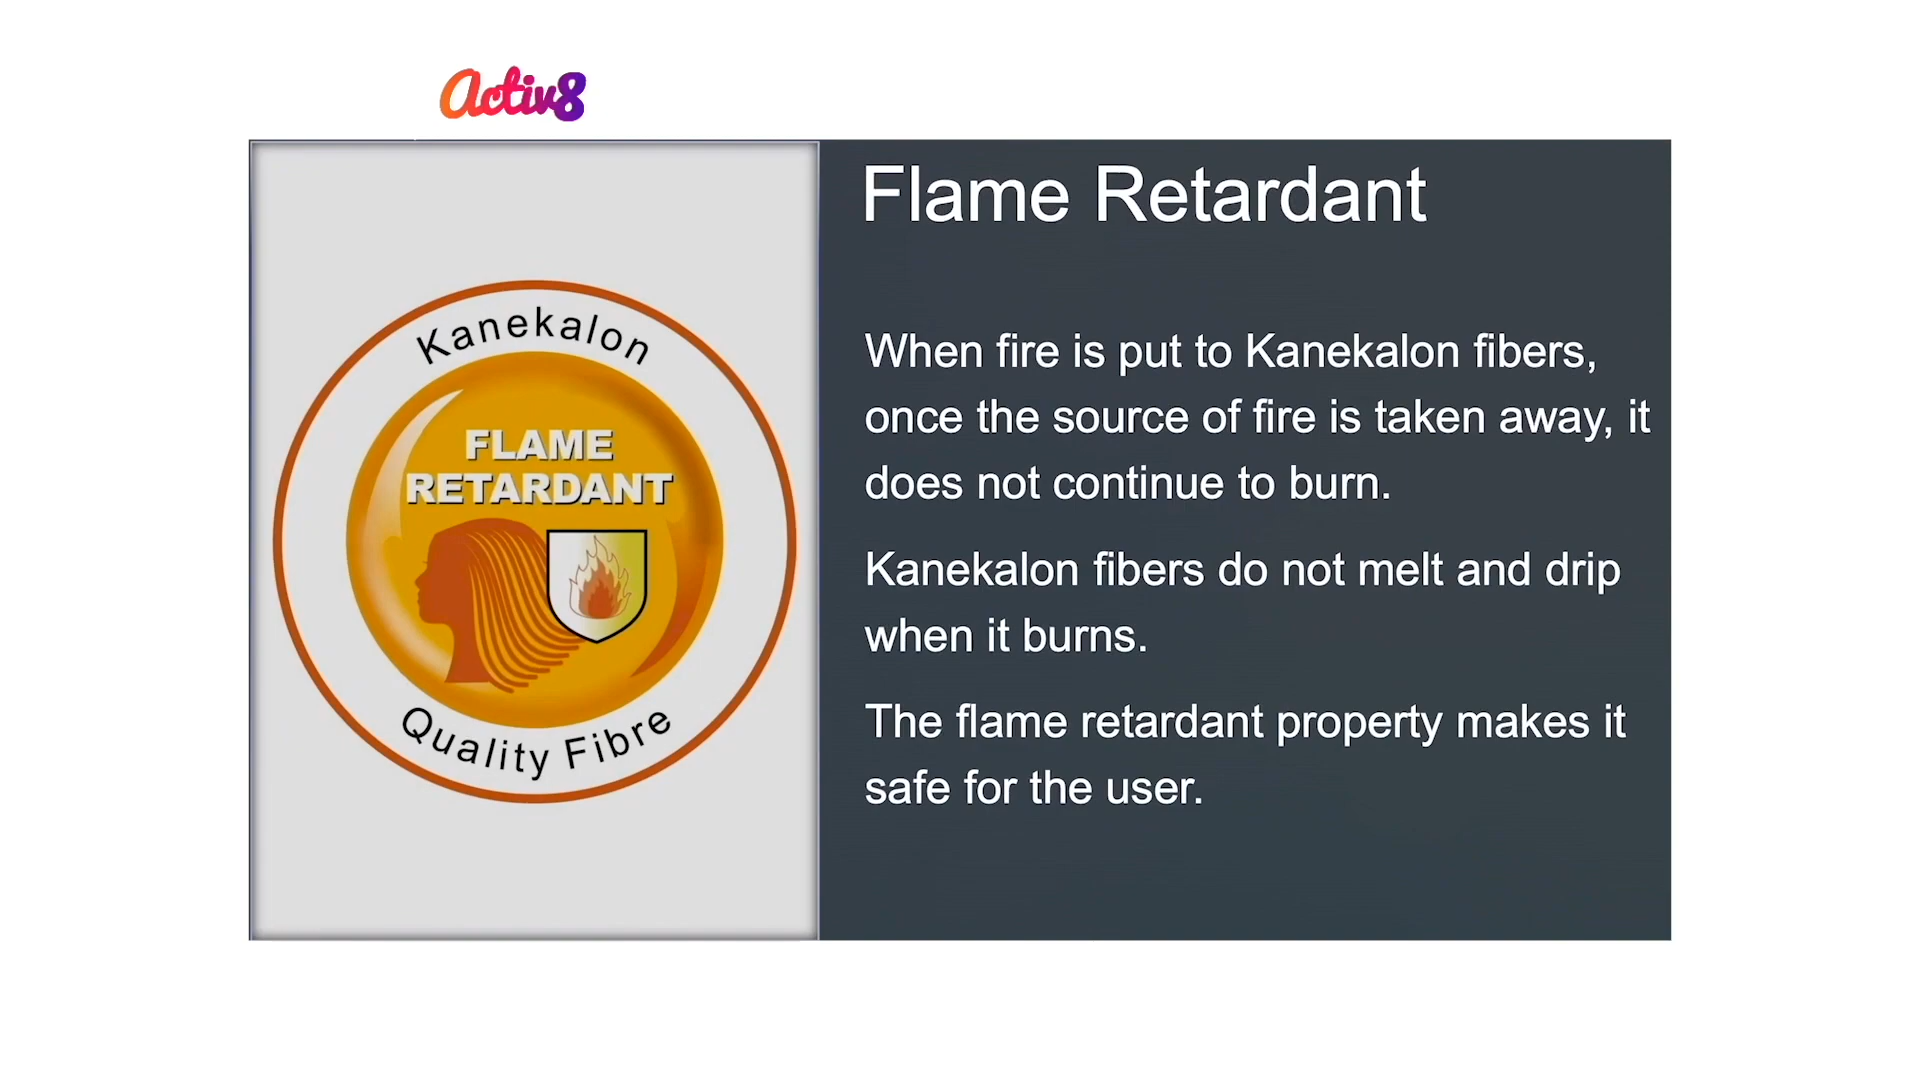 Activ8
Kanekalon
FLAME
RETARDANT
Quality Fibre
Flame Retardant
When fire is put to Kanekalon fibers,
once the source of fire is taken away, it
does not continue to burn.
Kanekalon fibers do not melt and drip
when it burns.
The flame retardant property makes it
safe for the user.